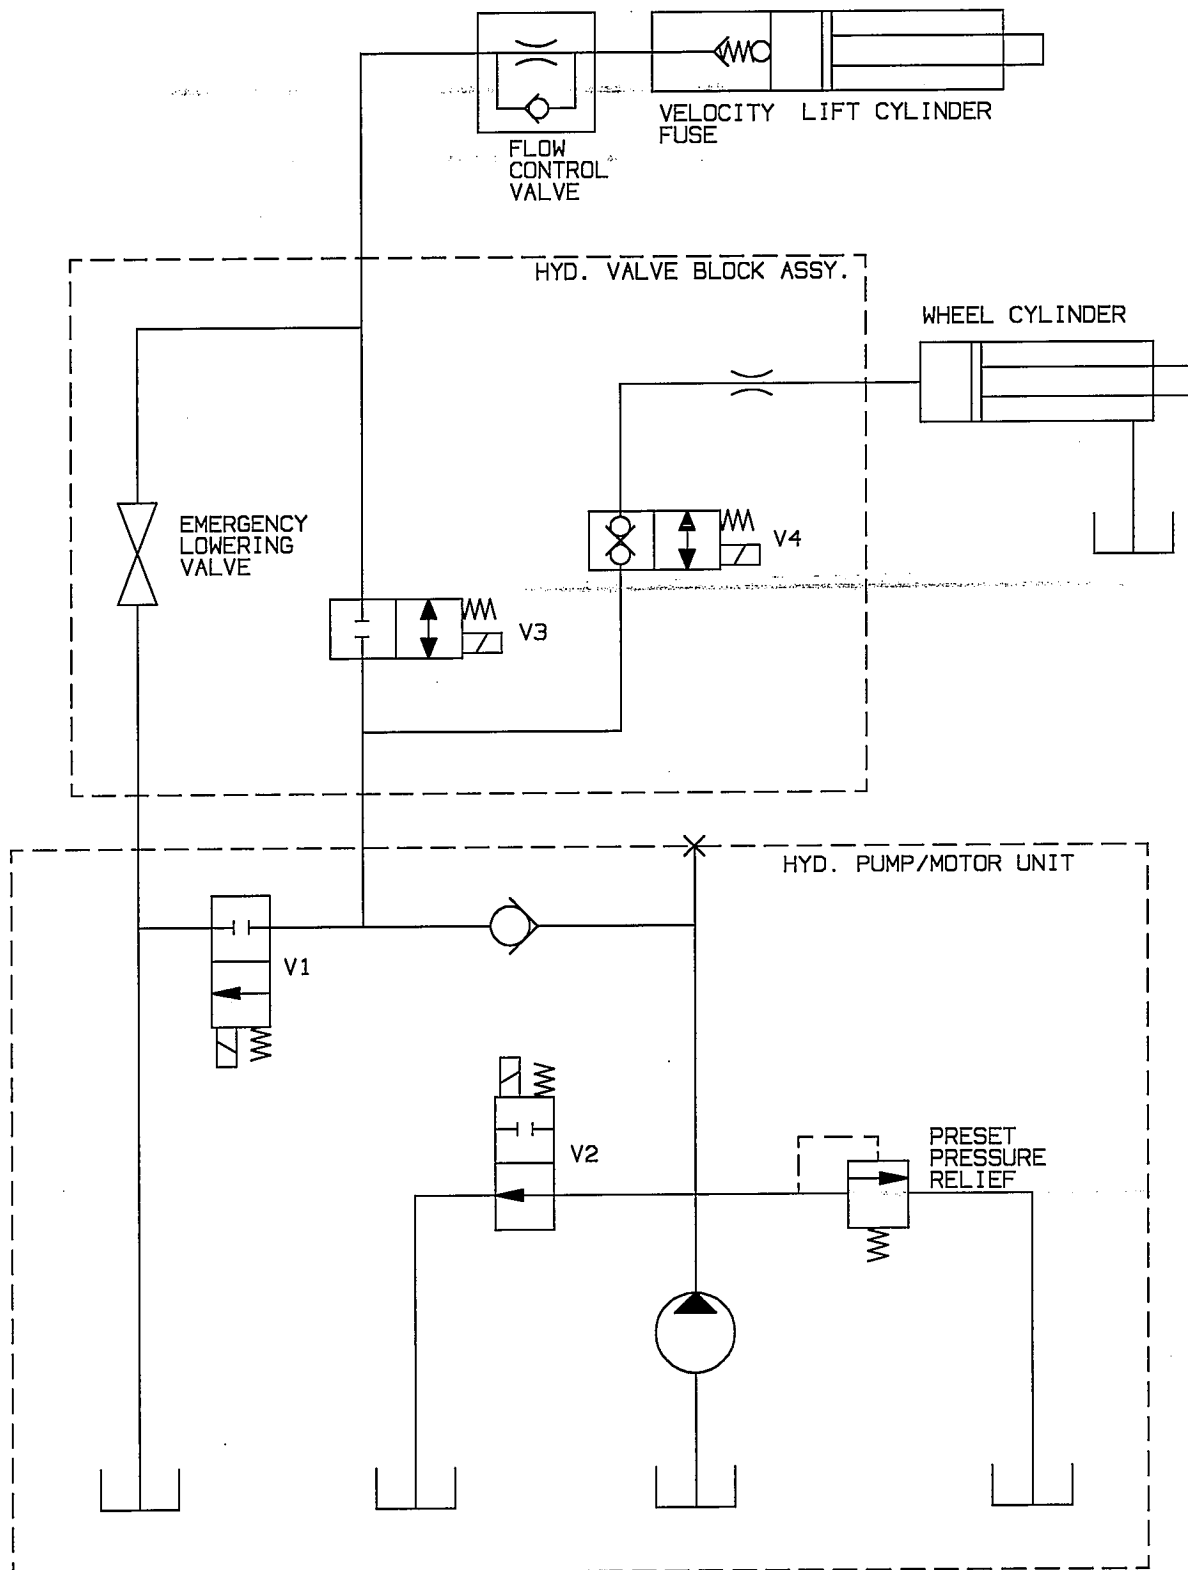 VELOCITY LIFT CYLINDER
FUSE
FLOW
CONTROL
VALVE
HYD. VALVE BLOCK ASSY.
WHEEL CYLINDER
EMERGENCY
LOWERING
VALVE
V4
V3
HYD. PUMP/MOTOR UNIT
V1
V2
PRESET
PRESSURE
RELIEF